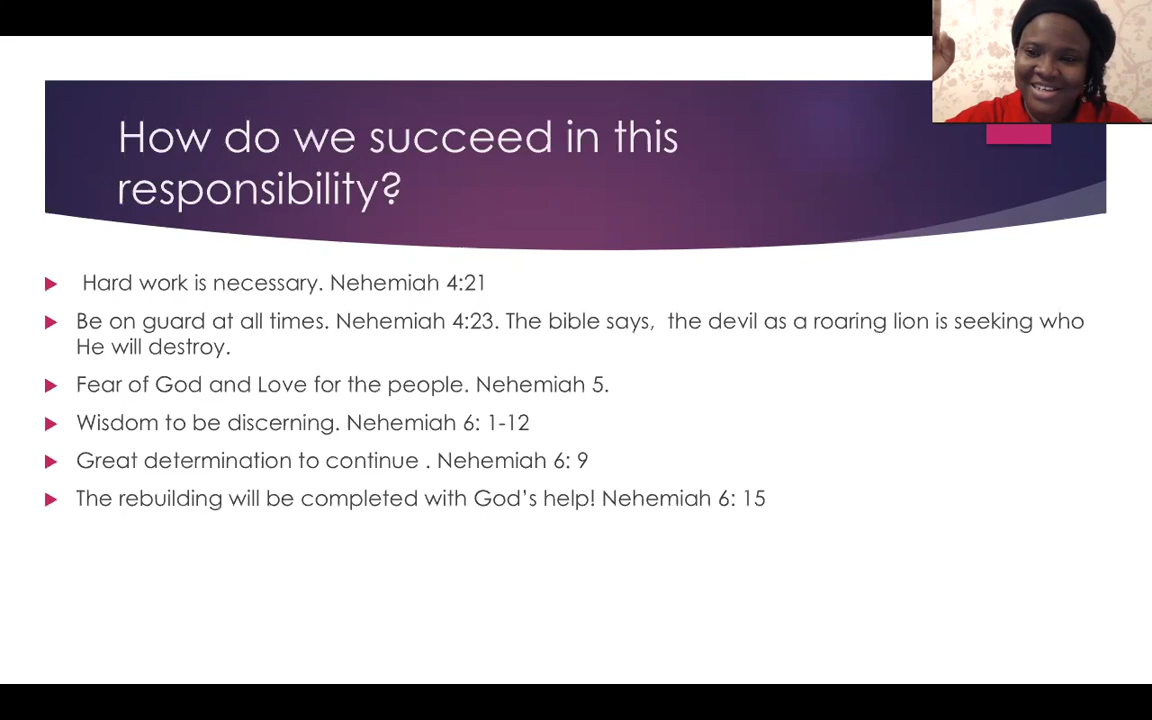 How do we succeed in this
responsibility?
Hard work is necessary. Nehemiah 4:21
Be on guard at all times. Nehemiah 4:23. The bible says,  the devil as a roaring lion is seeking who
He will destroy.
Fear of God and Love for the people. Nehemiah 5.
Wisdom to be discerning. Nehemiah 6: 1-12
Great determination to continue . Nehemiah 6: 9
The rebuilding will be completed with God’s help! Nehemiah 6: 15